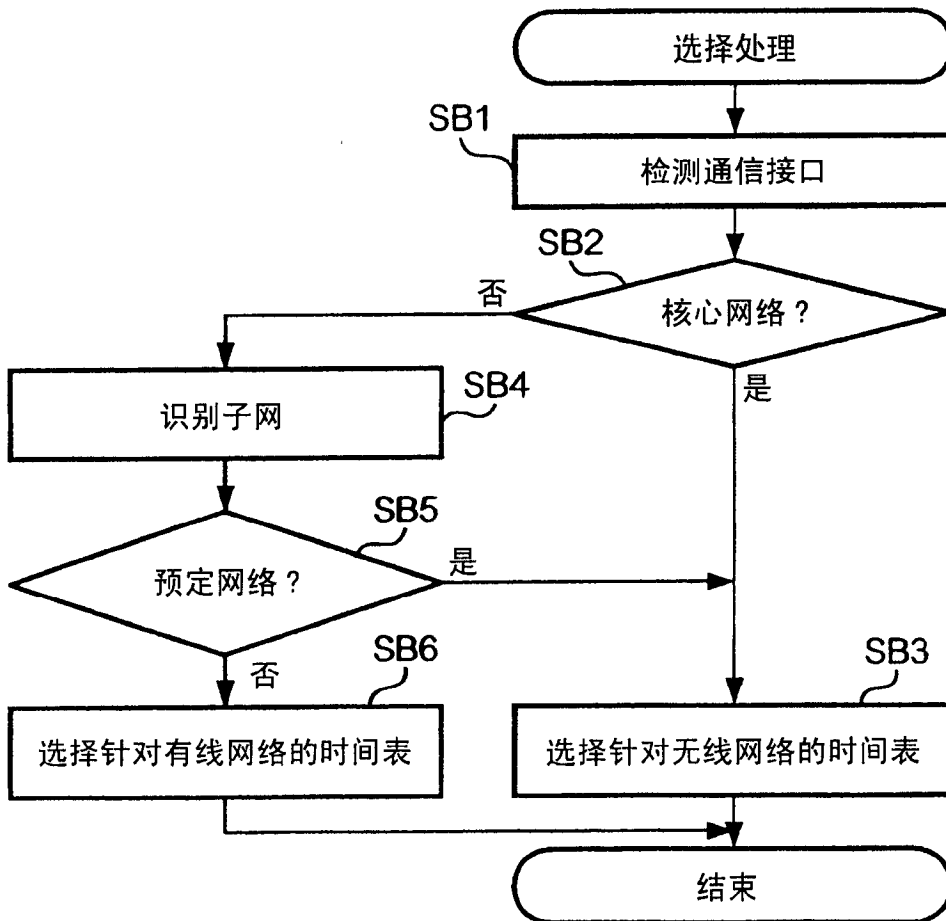 选择处理
SB1
检测通信接口
SB2
否
核心网络？
是
SB4
识别子网
SB5
预定网络？
是
否
SB6
SB3
选择针对有线网络的时间表
选择针对无线网络的时间表
结束